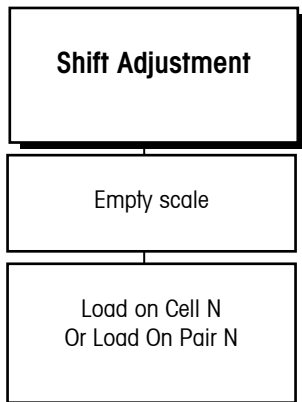 Shift Adjustment
Empty scale
Load on Cell N
Or Load On Pair N